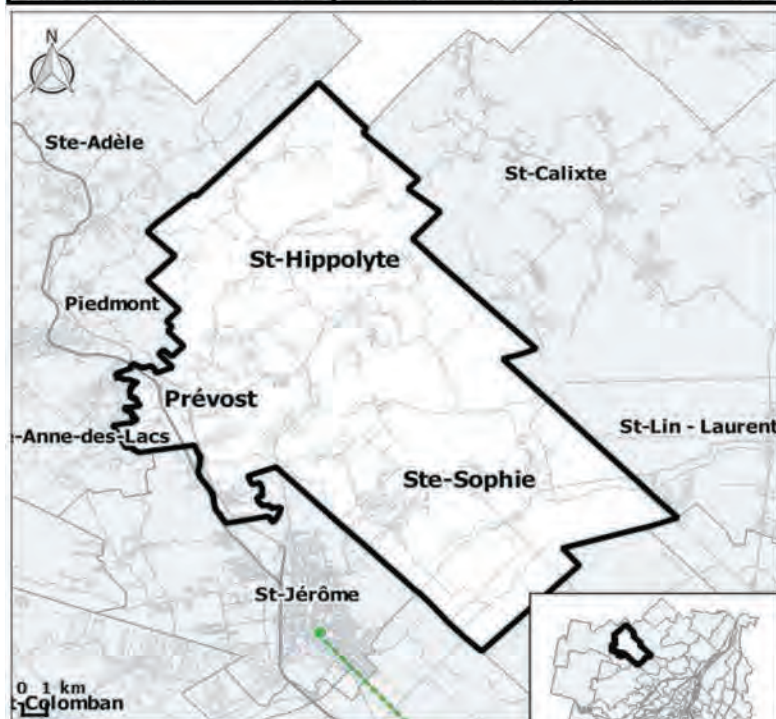 N
Ste-Adèle
St-Calixte
St-Hippolyte
Piedmont
Prévost
-Anne-des-Lacs
St-Lin - Laurent
Ste-Sophie
St-Jérôme
0 1 km
t-Colomban